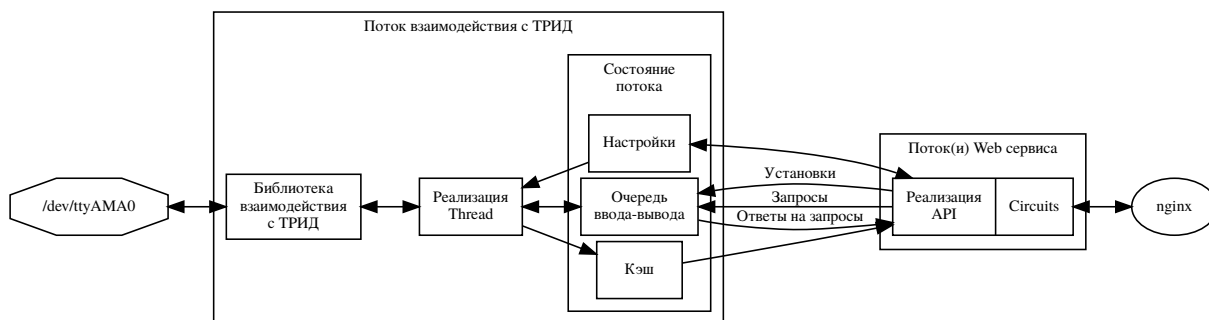 Поток взаимодействия с ТРИД
Состояние
потока
Настройки
Поток(и) Web сервиса
Установки
/dev/ttyAMA0
Библиотека
взаимодействия
с ТРИД
Реализация
Thread
Очередь
ввода-вывода
Запросы
Ответы на запросы
Реализация
API
Circuits
nginx
Кэш